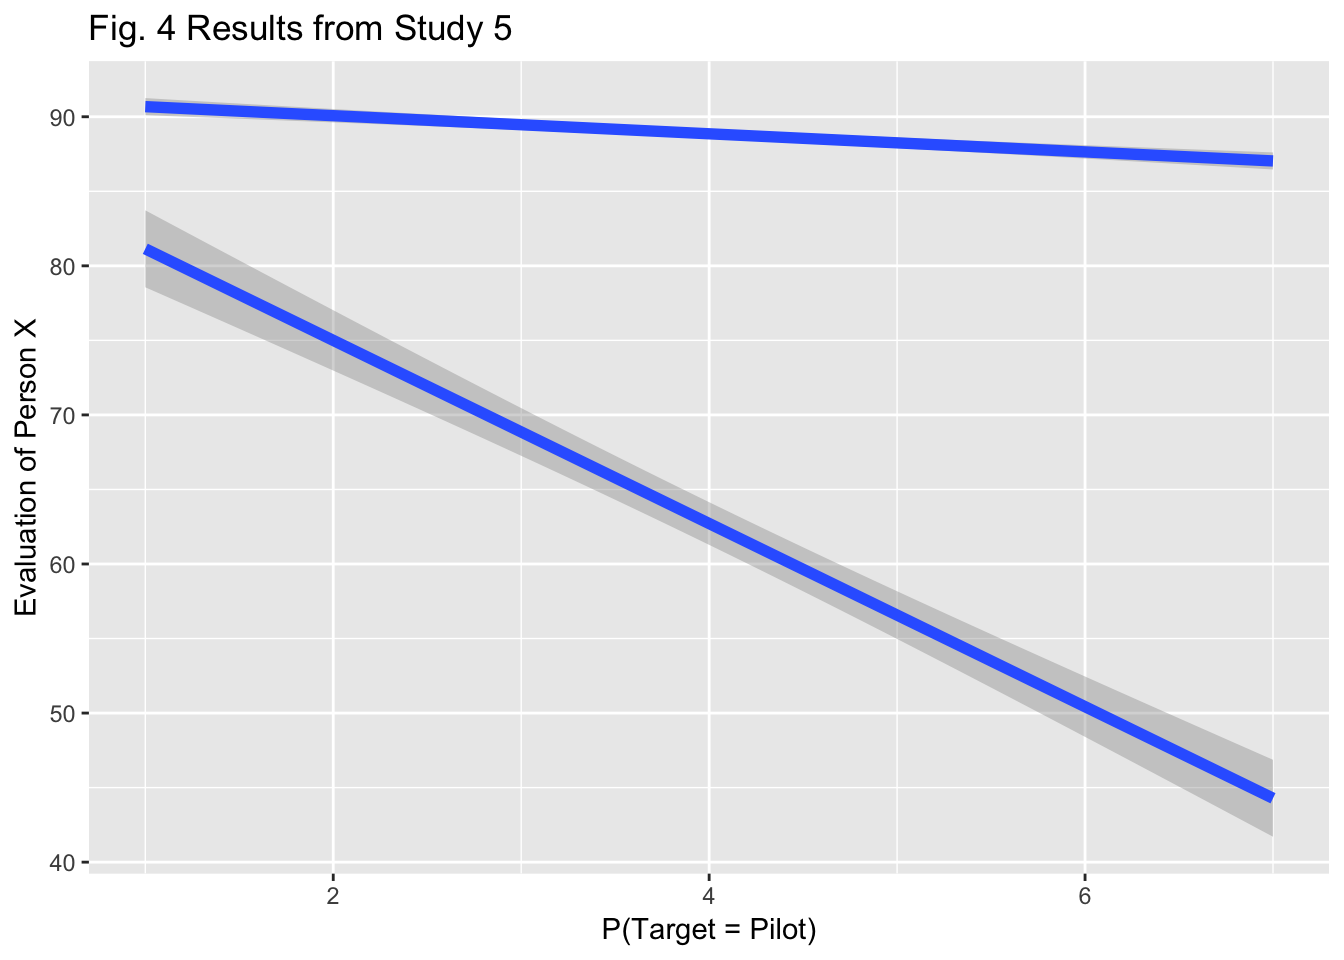 Fig. 4 Results from Study 5
90
80
70
60
50
40
Evaluation of Person X
2 4 6
P(Target = Pilot)